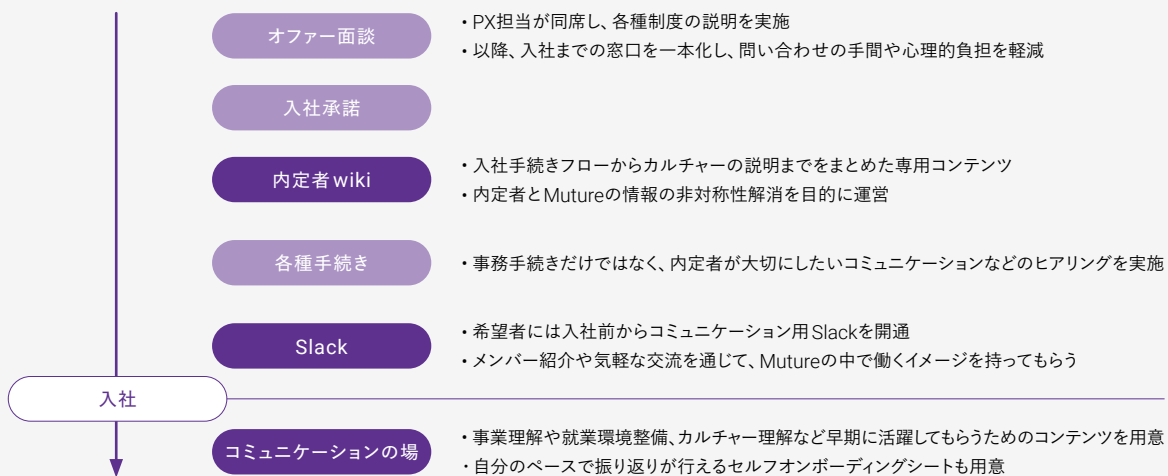 オファー面談
・PX担当が同席し、各種制度の説明を実施
・以降、入社までの窓口を一本化し、問い合わせの手間や心理的負担を軽減
入社承諾
内定者wiki
・入社手続きフローからカルチャーの説明までをまとめた専用コンテンツ
・内定者とMutureの情報の非対称性解消を目的に運営
各種手続き
・事務手続きだけではなく、内定者が大切にしたいコミュニケーションなどのヒアリングを実施
Slack
・希望者には入社前からコミュニケーション用Slackを開通
・メンバー紹介や気軽な交流を通じて、Mutureの中で働くイメージを持ってもらう
入社
コミュニケーションの場
・事業理解や就業環境整備、カルチャー理解など早期に活躍してもらうためのコンテンツを用意
・自分のペースで振り返りが行えるセルフオンボーディングシートも用意